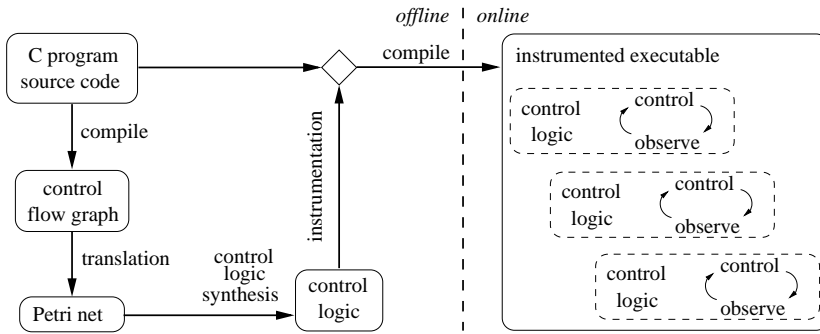 offline
online
C program
source code
compile
instrumented executable
control
logic
control
observe
compile
instrumentation
control
flow graph
control
logic
control
observe
translation
control
logic
synthesis
control
logic
control
observe
Petri net
control
logic